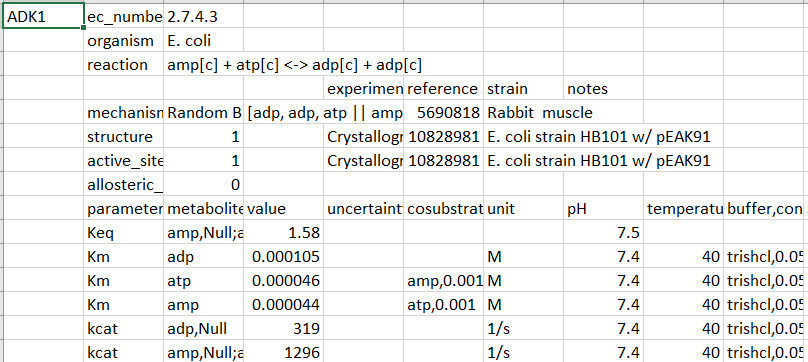 ADK1 ec_numbe 2.7.4.3
organism E. coli
reaction amp[c] + atp[c] <-> adp[c] + adp[c]
experimen reference strain notes
mechanism Random B [adp, adp, atp || amp 5690818 Rabbit muscle
structure 1 Crystallogr 10828981 E. coli strain HB101 w/ pEAK91
active_site 1 Crystallogr 10828981 E. coli strain HB101 w/ pEAK91
allosteric_ 0
parameter metabolite value uncertaint cosubstrat unit pH temperatu buffer,con
Keq amp,Null;a 1.58 7.5
Km adp 0.000105 M 7.4 40 trishcl,0.05
Km atp 0.000046 amp,0.001 M 7.4 40 trishcl,0.05
Km amp 0.000044 atp,0.001 M 7.4 40 trishcl,0.05
kcat adp,Null 319 1/s 7.4 40 trishcl,0.05
kcat amp,Null;a 1296 1/s 7.4 40 trishcl,0.05